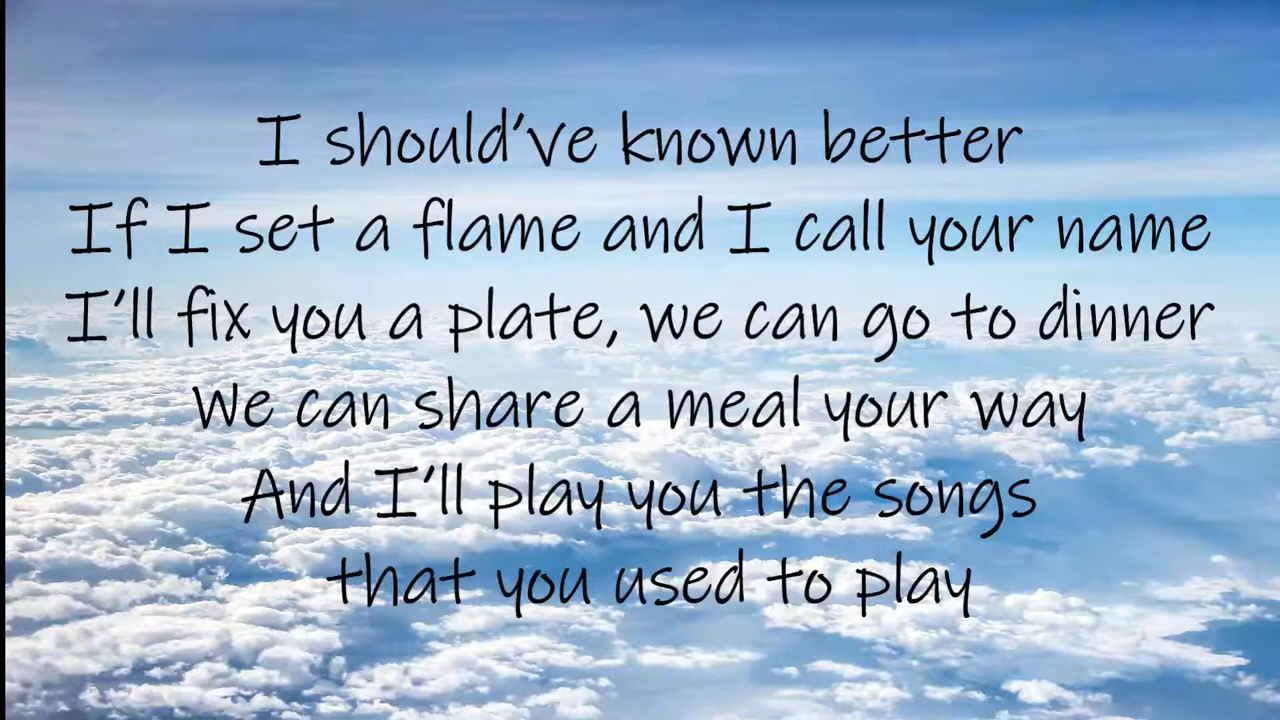 I should've known better
If I set a flame and I call your name
I'll fix you a plate, we can go to dinner
We can share a meal your way
And I'll play you the songs
that you used to play